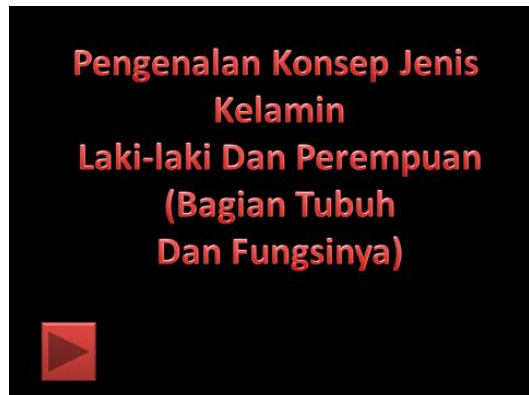 Pengenalan Konsep Jenis
Kelamin
Laki-laki Dan Perempuan
(Bagian Tubuh
Dan Fungsinya)